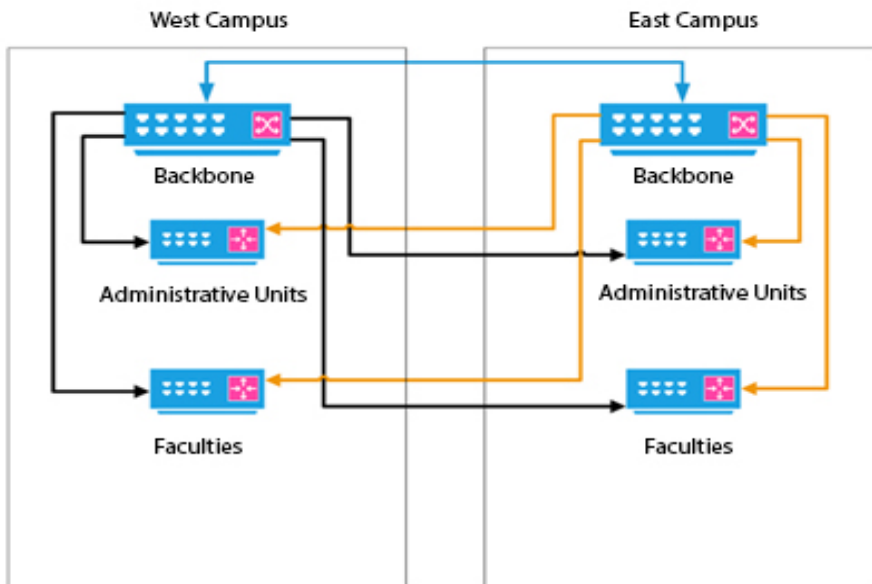 West Campus
East Campus
Backbone
Backbone
Administrative Units
Administrative Units
Faculties
Faculties